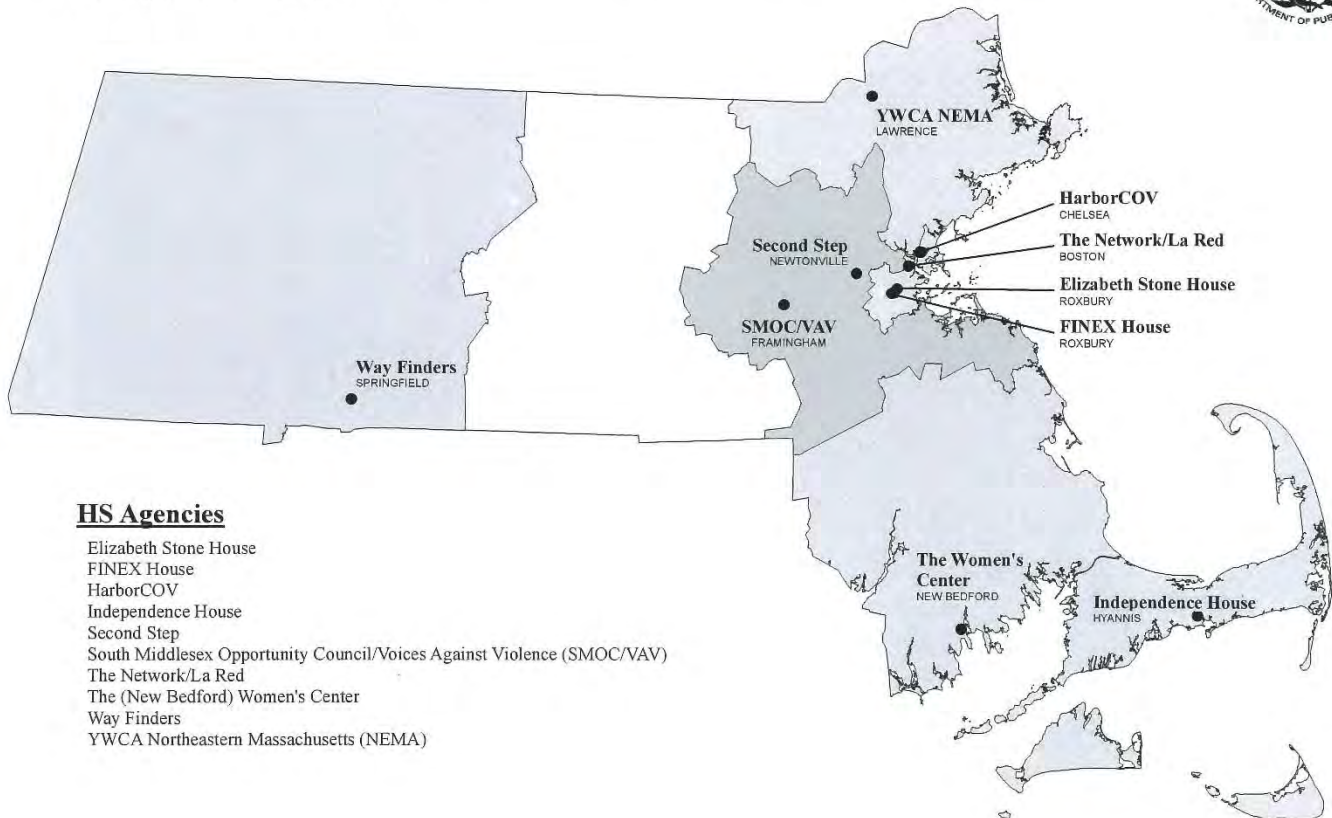 TMENT OF PUB
YWCA NEMA
LAWRENCE
HarborCOV
CHELSEA
The Network/La Red
BOSTON
Second Step
NEWTONVILLE
Elizabeth Stone House
ROXBURY
SMOC/VAV
FRAMINGHAM
FINEX House
ROXBURY
Way Finders
SPRINGFIELD
The Women's
Center
NEW BEDFORD
Independence House
HYANNIS
HS Agencies
Elizabeth Stone House
FINEX House
HarborCOV
Independence House
Second Step
South Middlesex Opportunity Council/Voices Against Violence (SMOC/VAV)
The Network/La Red
The (New Bedford) Women's Center
Way Finders
YWCA Northeastern Massachusetts (NEMA)